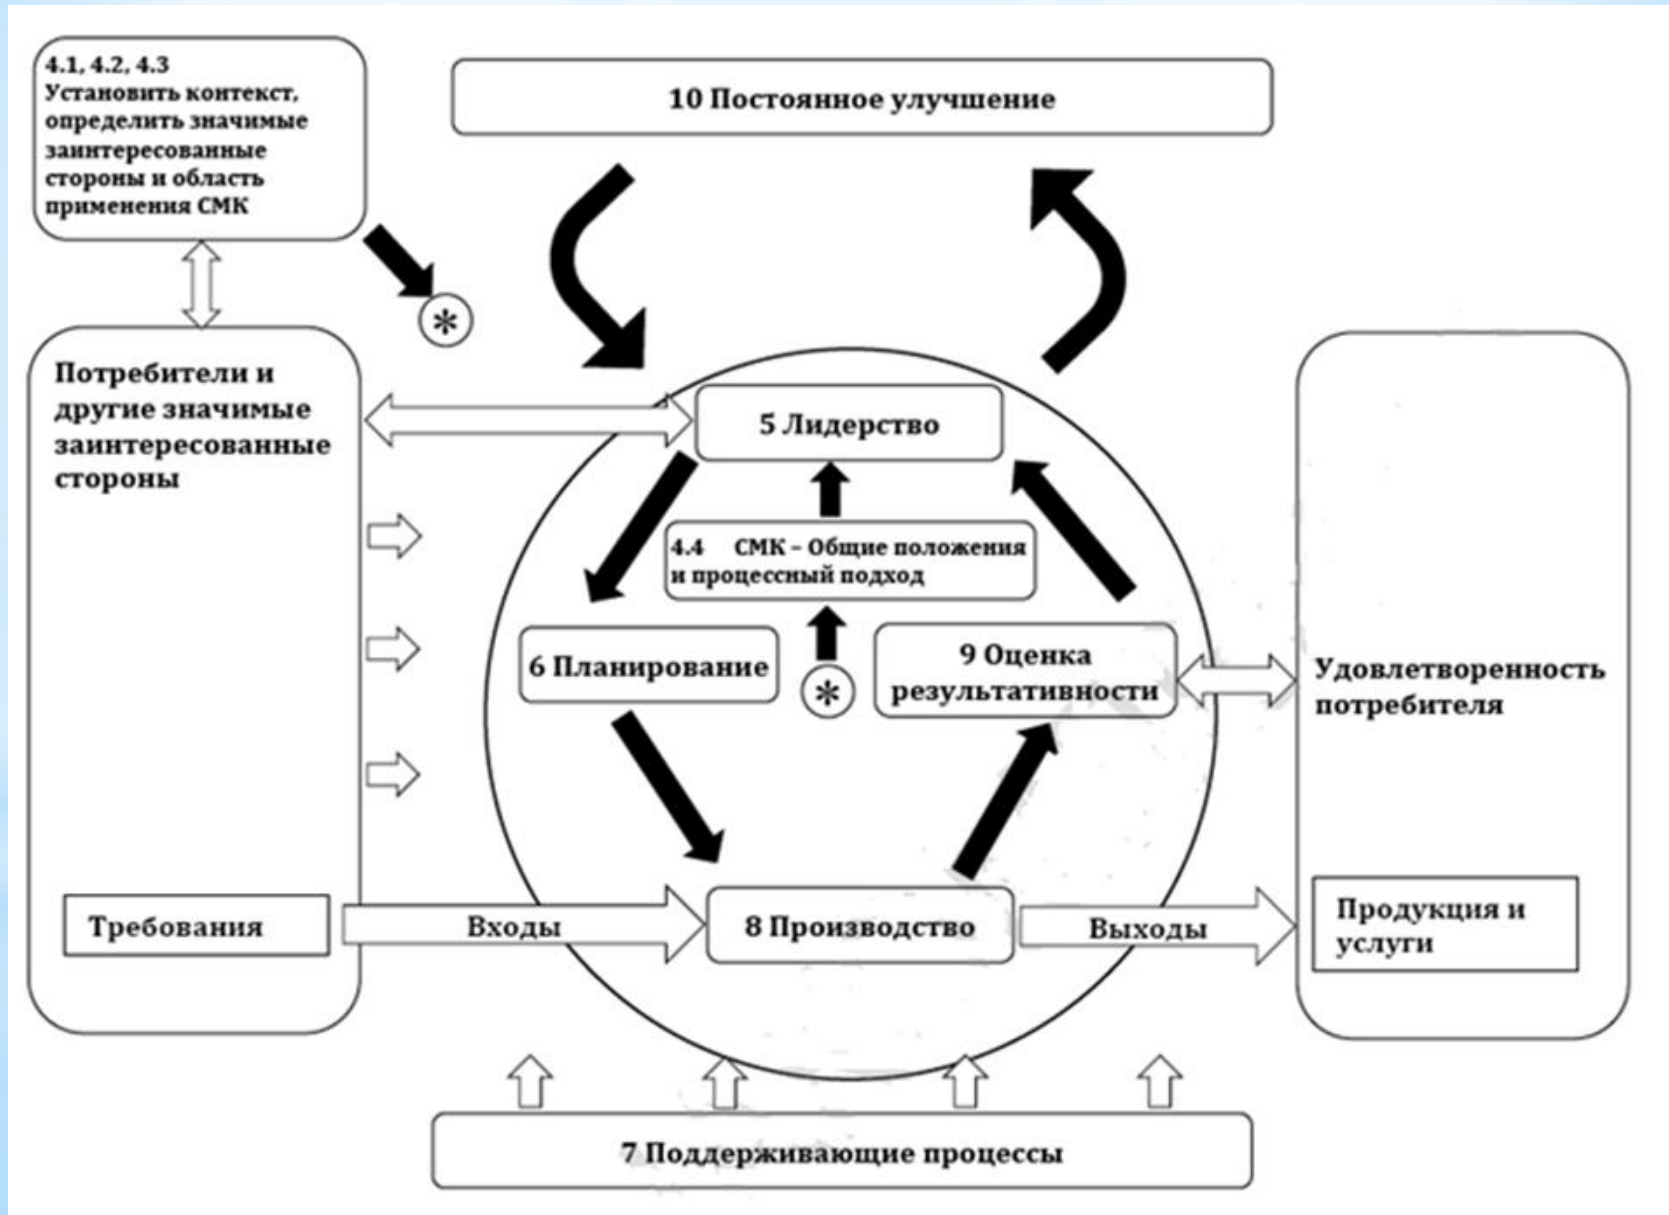 4.1, 4.2, 4.3
Установить контекст,
определить значимые
заинтересованные
стороны и область
применения СМК
10 Постоянное улучшение
*
Потребители и
другие значимые
заинтересованные
стороны
5 Лидерство
4.4 СМК – Общие положения
и процессный подход
6 Планирование
*
9 Оценка
результативности
Удовлетворенность
потребителя
Требования
Входы
8 Производство
Выходы
Продукция и
услуги
7 Поддерживающие процессы